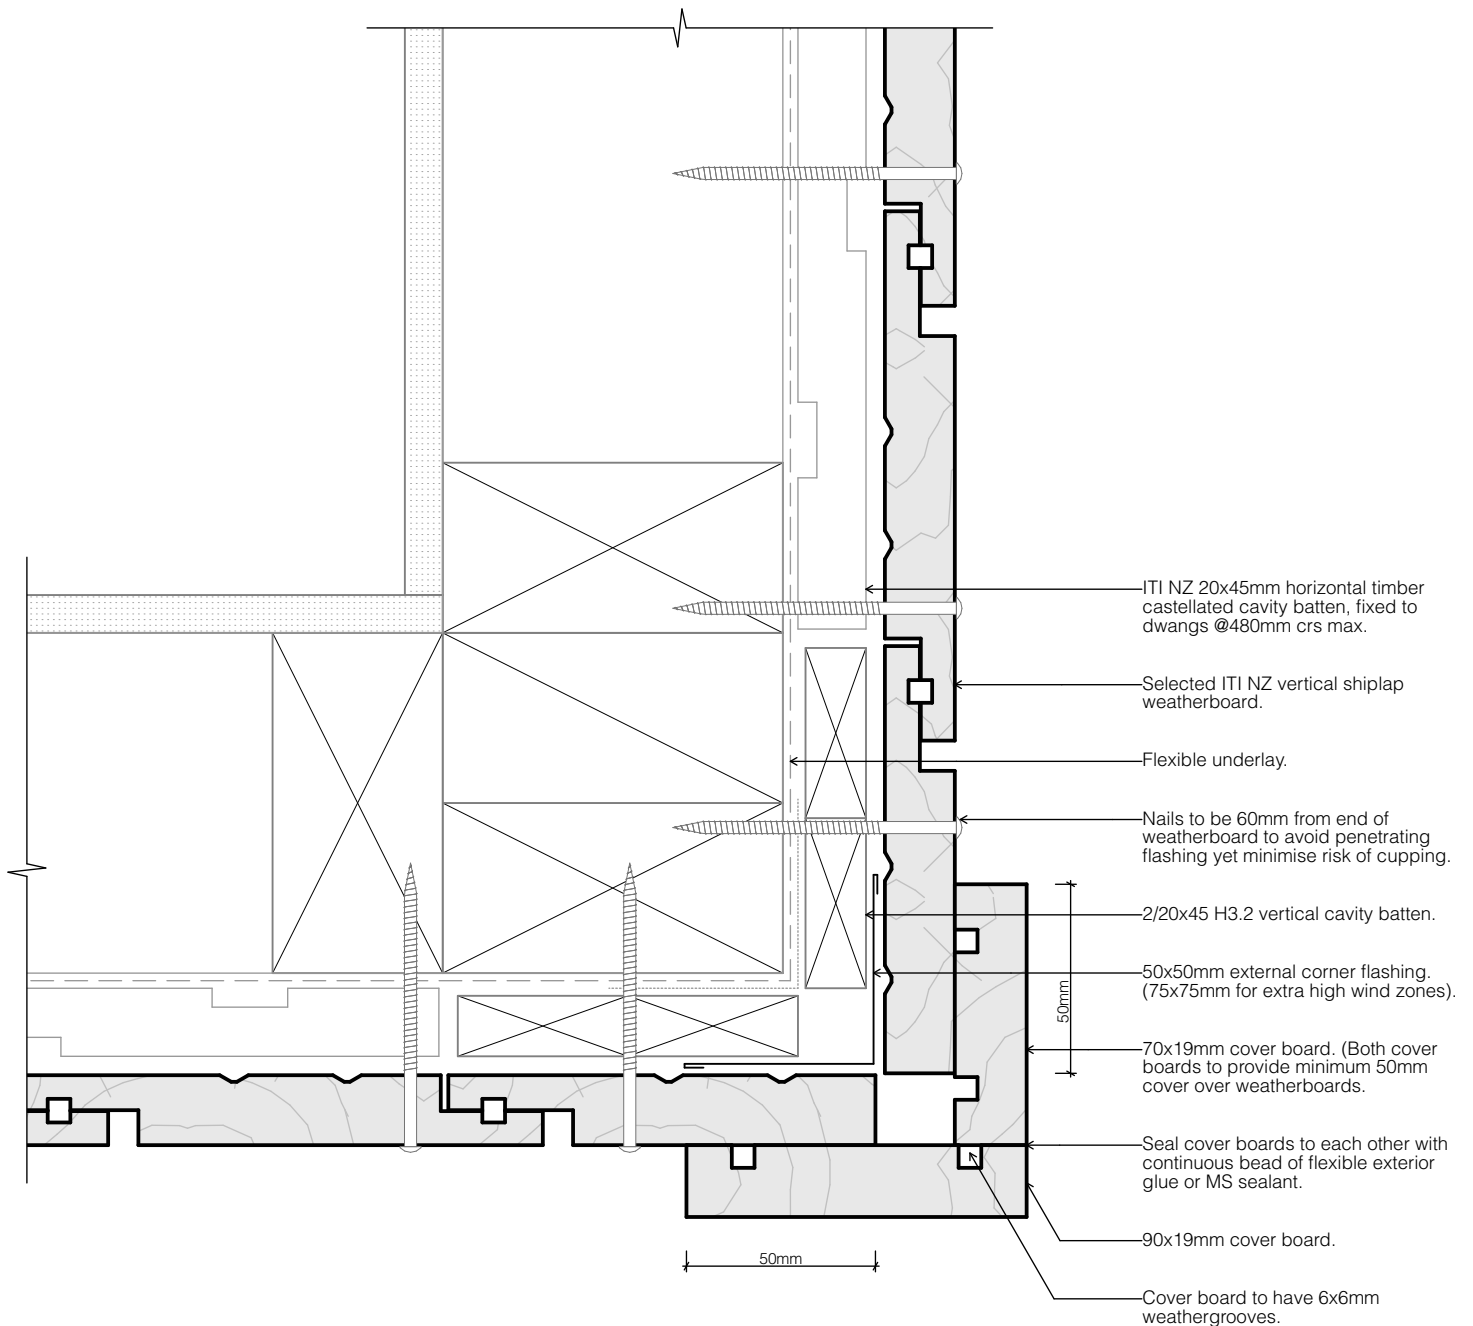 ITI NZ 20x45mm horizontal timber
castellated cavity batten, fixed to
dwangs @480mm crs max.
Selected ITI NZ vertical shiplap
weatherboard.
Flexible underlay.
Nails to be 60mm from end of
weatherboard to avoid penetrating
flashing yet minimise risk of cupping.
2/20x45 H3.2 vertical cavity batten.
50x50mm external corner flashing.
(75x75mm for extra high wind zones).
50mm
70x19mm cover board. (Both cover
boards to provide minimum 50mm
cover over weatherboards.
Seal cover boards to each other with
continuous bead of flexible exterior
glue or MS sealant.
90x19mm cover board.
50mm
Cover board to have 6x6mm
weathergrooves.